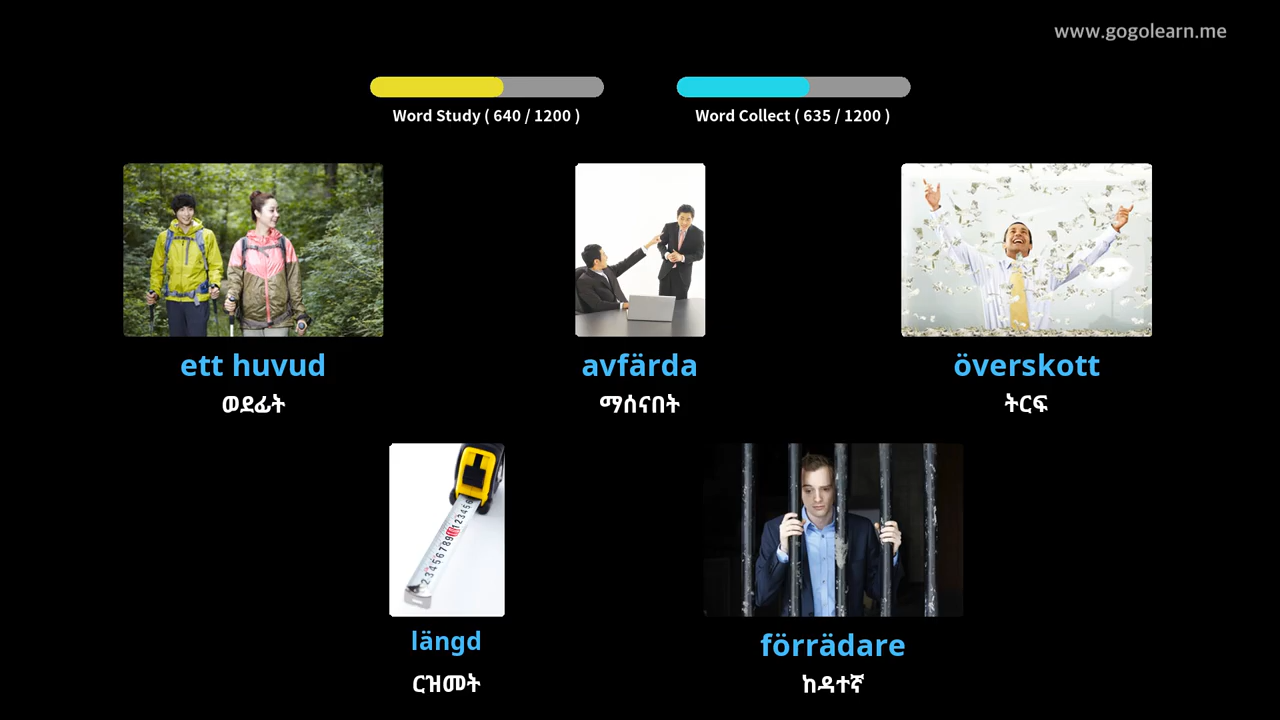 www.gogolearn.me
Word Study ( 640 / 1200 )
Word Collect ( 635 / 1200 )
ett huvud
ወደፊት
avfärda
ማሰናበት
överskott
ትርፍ
längd
ርዝመት
förrädare
ከዳተኛ